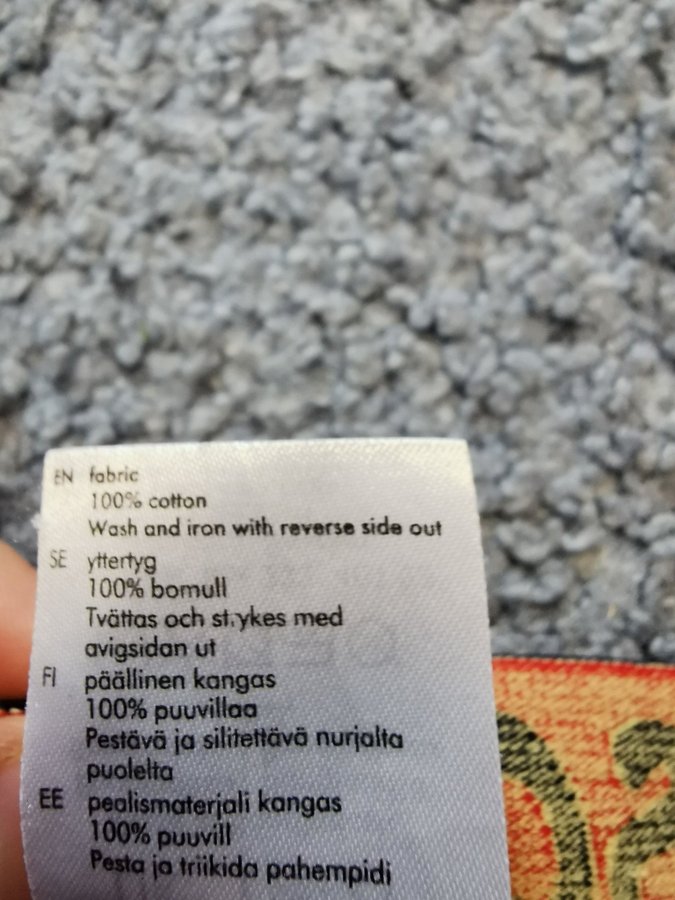 EN fabric
100% cotton
Wash and iron with reverse side out
SE yttertyg
100% bomull
Tvättas och st.ykes med
avigsidan ut
FI päällinen kangas
100% puuvillaa
Pestävä ja silitettävä nurjalta
puolelta
EE pealismaterjali kangas
100% puuvill
Pesta ja triikida pahempidi